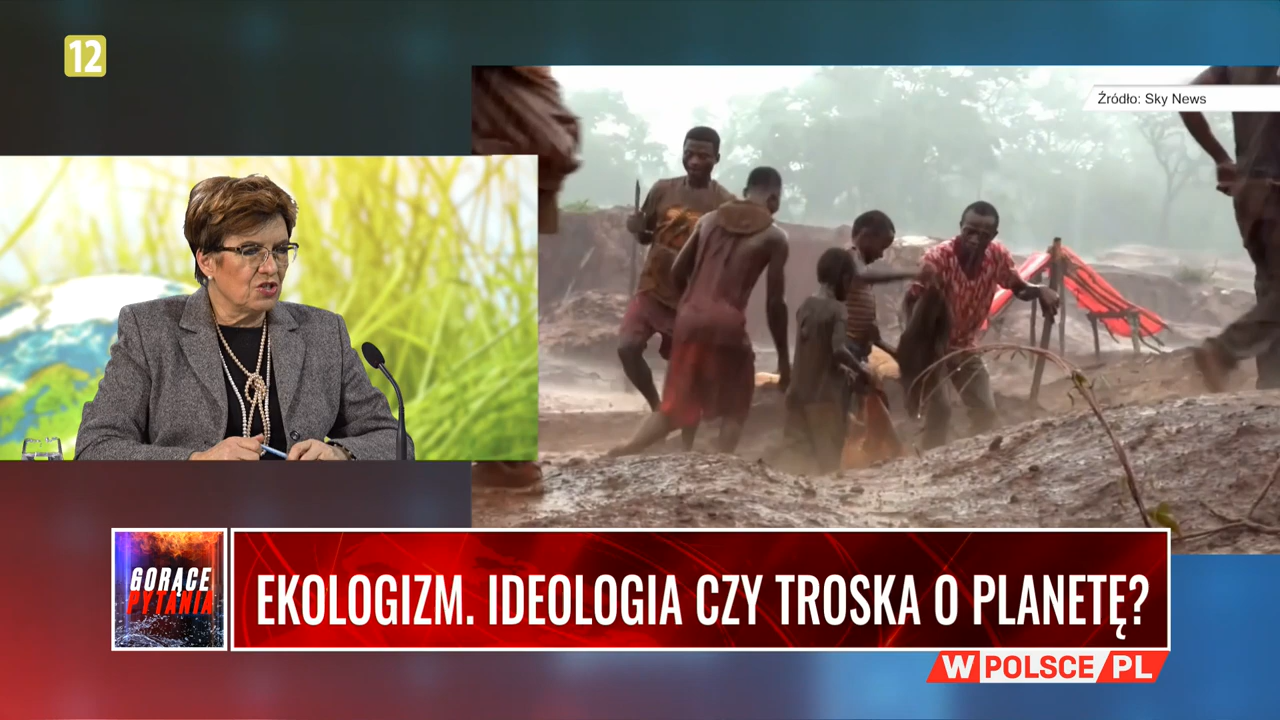 12
Źródło: Sky News
GORĄCE
PYTANIA
EKOLOGIZM. IDEOLOGIA CZY TROSKA O PLANETĘ?
WPOLSCE PL